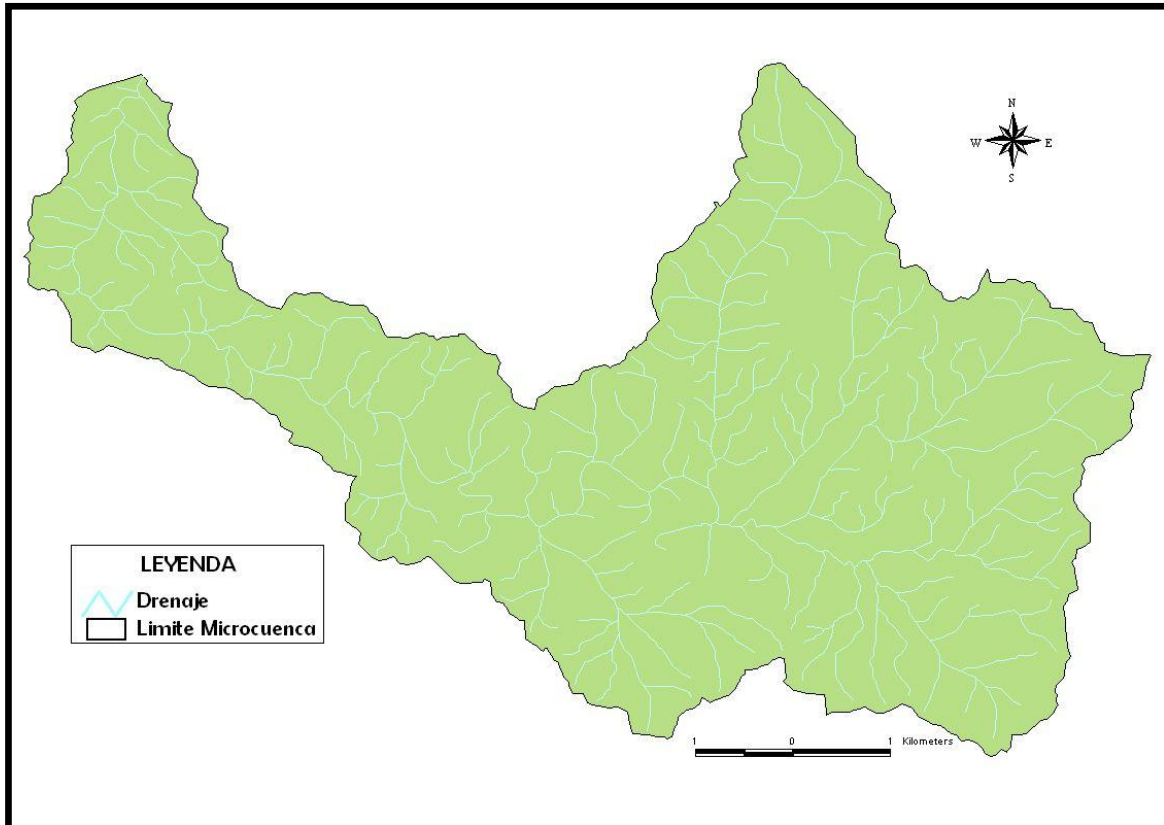 N
W E
S
LEYENDA
Drenaje
Limite Microcuenca
1 0 1 Kilometers